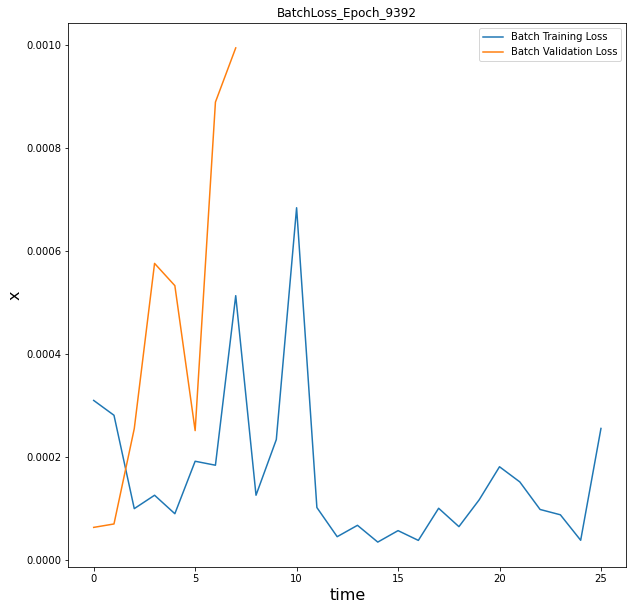 BatchLoss_Epoch_9392
Batch Training Loss
Batch Validation Loss
0.0010
0.0008
0.0006
0.0004
0.0002
0.0000
x
0 5 10 15 20 25
time